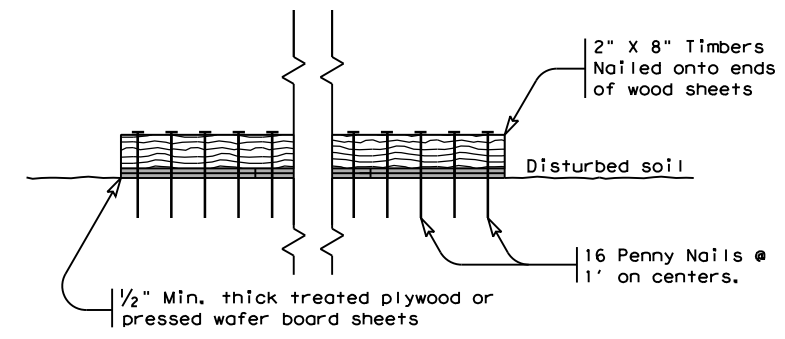 2" X 8" Timbers
Nailed onto ends
of wood sheets
Disturbed soil
16 Penny Nails @
1' on centers.
1/2" Min. thick treated plywood or
pressed wafer board sheets